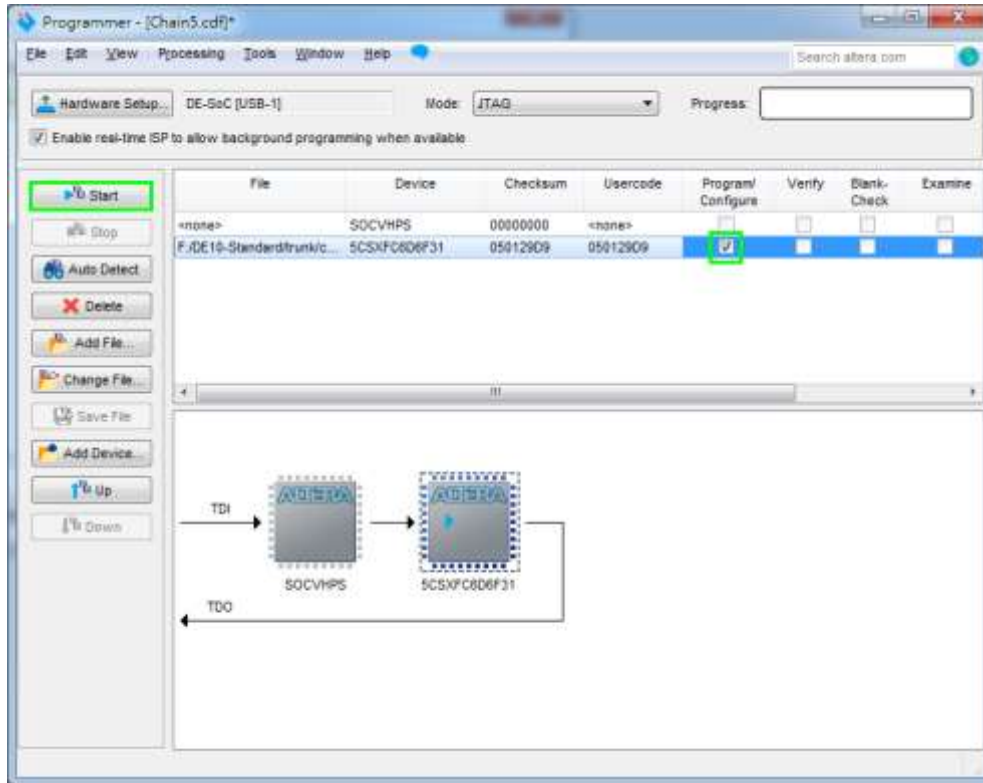 Programmer - [Chain5.cdf]*
File Edit View Processing Tools Window Help
Search altera.com
Hardware Setup... DE-SoC [USB-1] Mode: JTAG Progress:
Enable real-time ISP to allow background programming when available
Start
Stop
Auto Detect
Delete
Add File...
Change File...
Save File
Add Device...
Up
Down
File Device Checksum Usercode Program/Configure Verify Blank-Check Examine
<none> SOCVHPS 00000000 <none>
F:/DE10-Standard/trunk/c... 5CSXFC6D6F31 050129D9 050129D9
TDI
ALTERA ALTERA
SOCVHPS 5CSXFC6D6F31
TDO